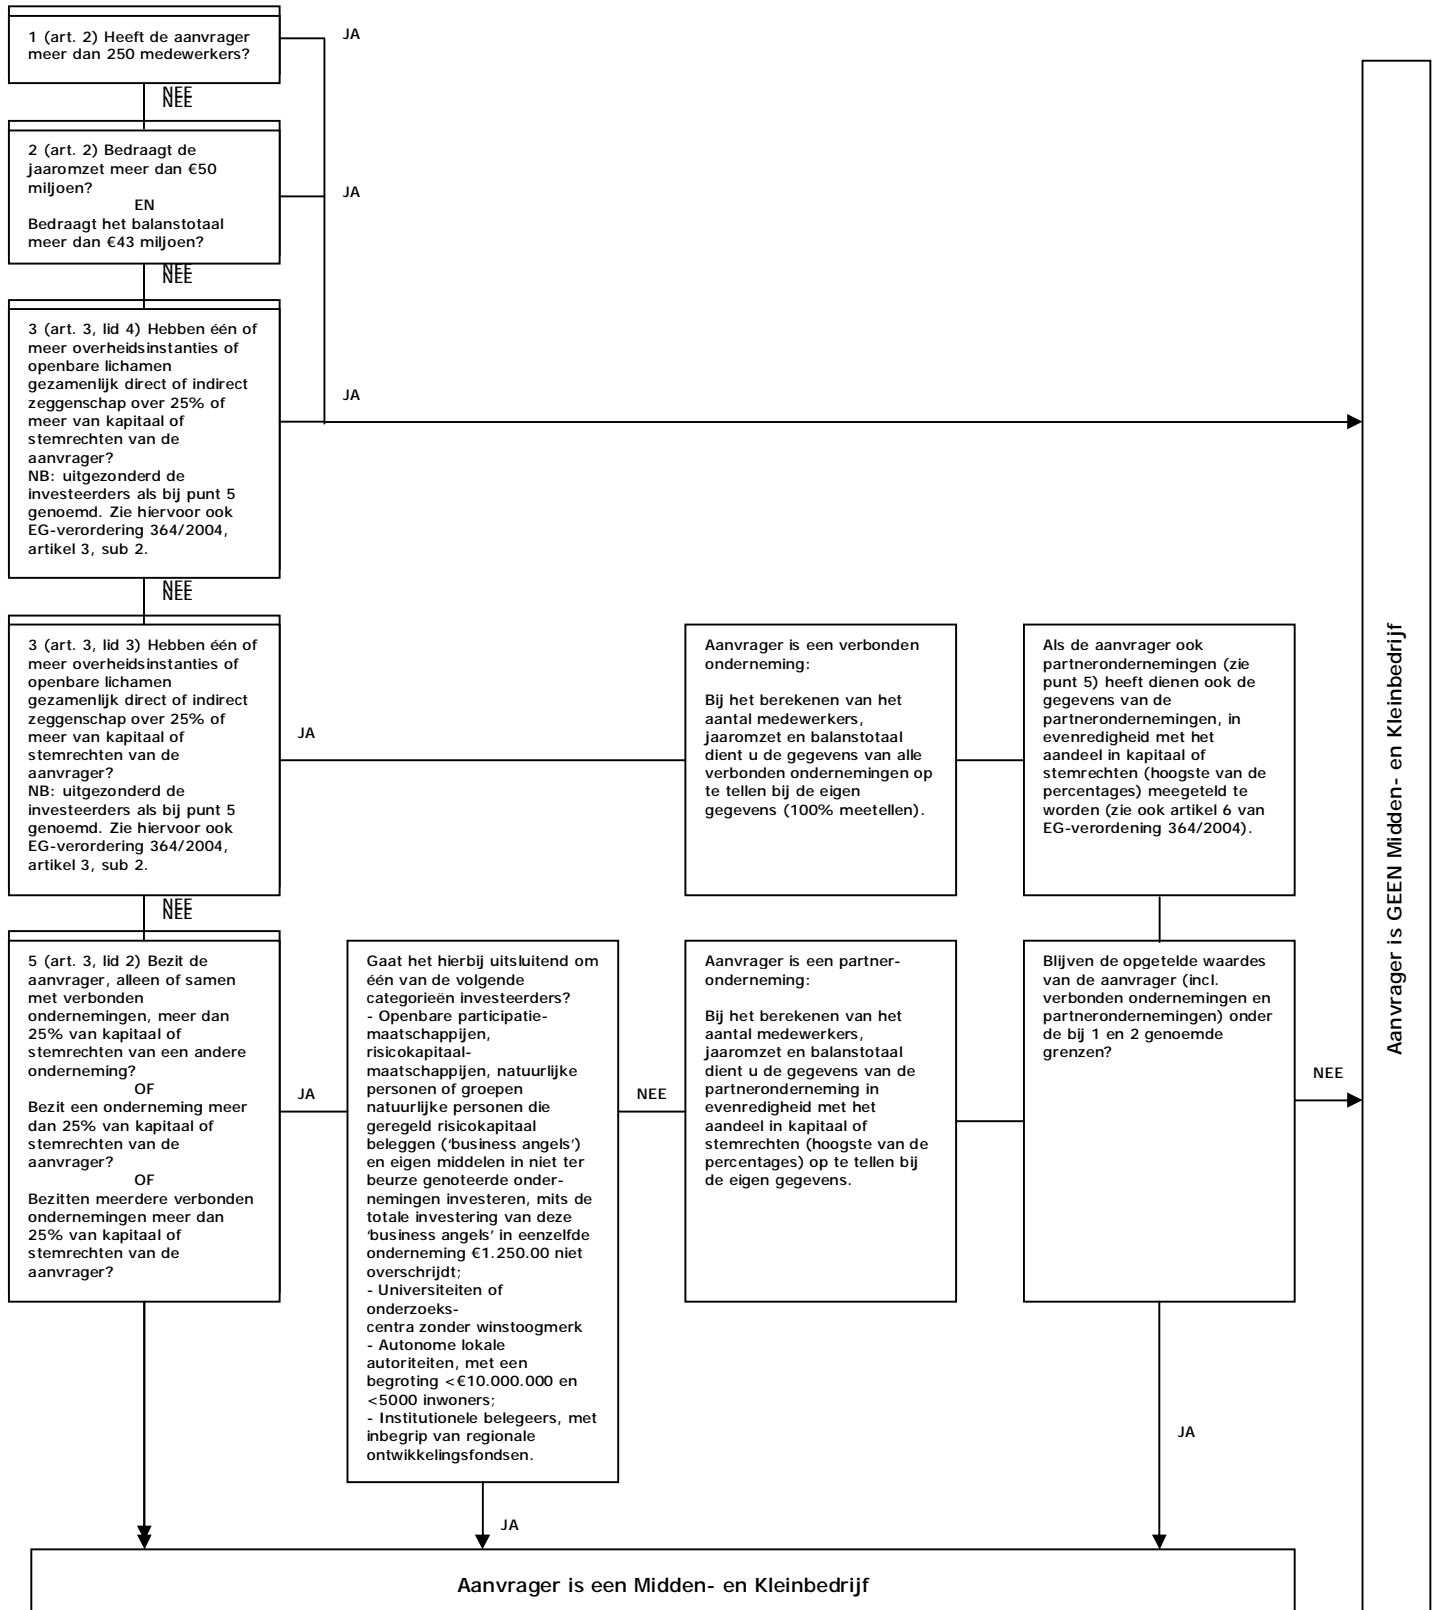 1 (art. 2) Heeft de aanvrager
meer dan 250 medewerkers?
JA
NEE
NEE
2 (art. 2) Bedraagt de
jaaromzet meer dan €50
miljoen?
EN
Bedraagt het balanstotaal
meer dan €43 miljoen?
JA
NEE
NEE
3 (art. 3, lid 4) Hebben één of
meer overheidsinstanties of
openbare lichamen
gezamenlijk direct of indirect
zeggenschap over 25% of
meer van kapitaal of
stemrechten van de
aanvrager?
NB: uitgezonderd de
investeerders als bij punt 5
genoemd. Zie hiervoor ook
EG-verordering 364/2004,
artikel 3, sub 2.
JA
NEE
NEE
3 (art. 3, lid 3) Hebben één of
meer overheidsinstanties of
openbare lichamen
gezamenlijk direct of indirect
zeggenschap over 25% of
meer van kapitaal of
stemrechten van de
aanvrager?
NB: uitgezonderd de
investeerders als bij punt 5
genoemd. Zie hiervoor ook
EG-verordering 364/2004,
artikel 3, sub 2.
JA
Aanvrager is een verbonden
onderneming:
Bij het berekenen van het
aantal medewerkers,
jaaromzet en balanstotaal
dient u de gegevens van alle
verbonden ondernemingen op
te tellen bij de eigen
gegevens (100% meetellen).
Als de aanvrager ook
partnerondernemingen (zie
punt 5) heeft dienen ook de
gegevens van de
partnerondernemingen, in
evenredigheid met het
aandeel in kapitaal of
stemrechten (hoogste van de
percentages) meegeteld te
worden (zie ook artikel 6 van
EG-verordening 364/2004).
NEE
NEE
5 (art. 3, lid 2) Bezit de
aanvrager, alleen of samen
met verbonden
ondernemingen, meer dan
25% van kapitaal of
stemrechten van een andere
onderneming?
OF
Bezit een onderneming meer
dan 25% van kapitaal of
stemrechten van de
aanvrager?
OF
Bezitten meerdere verbonden
ondernemingen meer dan
25% van kapitaal of
stemrechten van de
aanvrager?
JA
Gaat het hierbij uitsluitend om
één van de volgende
categorieën investeerders?
- Openbare participatie-
maatschappijen,
risicokapitaal-
maatschappijen, natuurlijke
personen of groepen
natuurlijke personen die
geregeld risicokapitaal
beleggen ('business angels')
en eigen middelen in niet ter
beurze genoteerde onder-
nemingen investeren, mits de
totale investering van deze
'business angels' in eenzelfde
onderneming €1.250.00 niet
overschrijdt;
- Universiteiten of
onderzoeks-
centra zonder winstoogmerk
- Autonome lokale
autoriteiten, met een
begroting <€10.000.000 en
<5000 inwoners;
- Institutionele belegeers, met
inbegrip van regionale
ontwikkelingsfondsen.
NEE
Aanvrager is een partner-
onderneming:
Bij het berekenen van het
aantal medewerkers,
jaaromzet en balanstotaal
dient u de gegevens van de
partneronderneming in
evenredigheid met het
aandeel in kapitaal of
stemrechten (hoogste van de
percentages) op te tellen bij
de eigen gegevens.
Blijven de opgetelde waardes
van de aanvrager (incl.
verbonden ondernemingen en
partnerondernemingen) onder
de bij 1 en 2 genoemde
grenzen?
NEE
JA
JA
Aanvrager is GEEN Midden- en Kleinbedrijf
Aanvrager is een Midden- en Kleinbedrijf